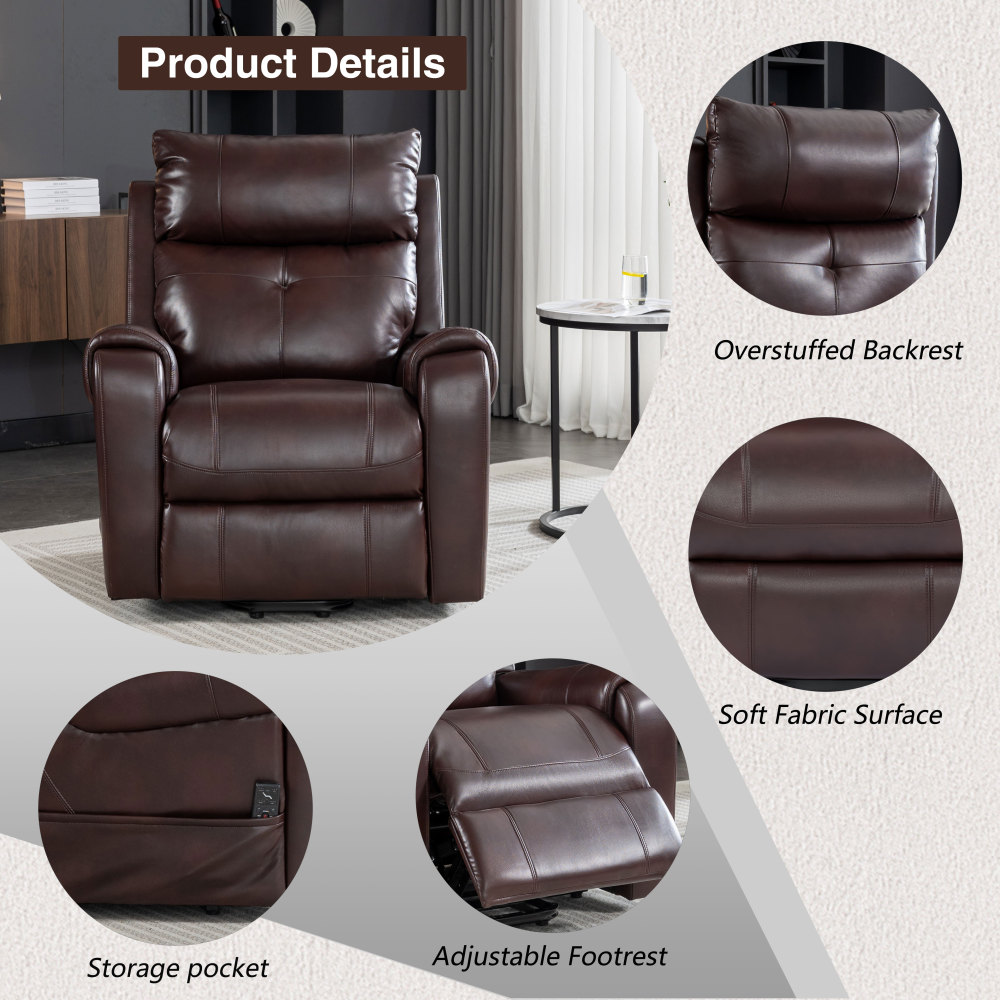 Product Details
Overstuffed Backrest
Soft Fabric Surface
Storage pocket
Adjustable Footrest